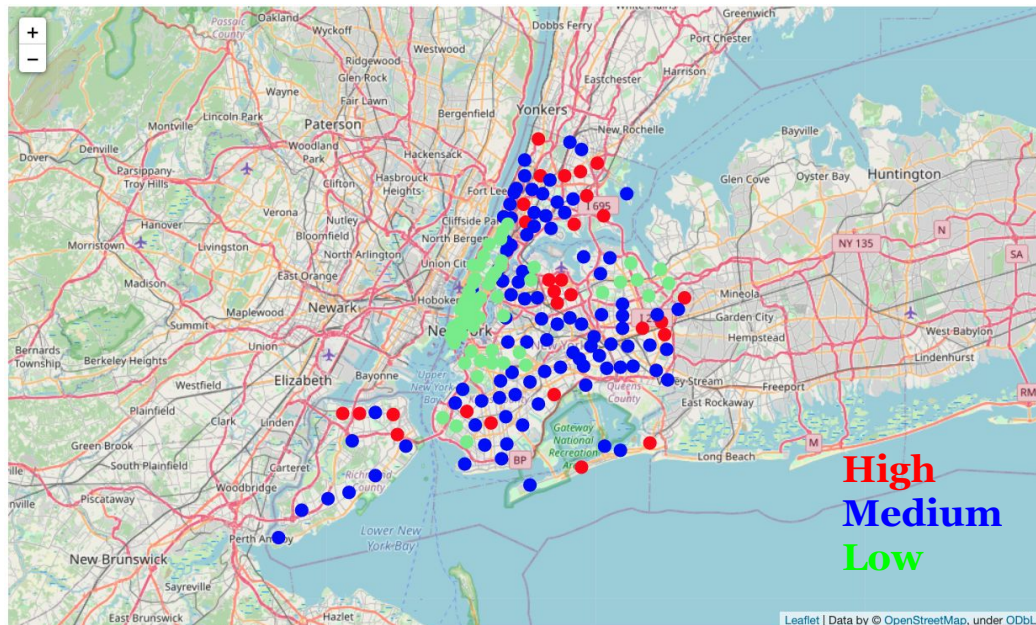 +
−
White Plains
Greenwich
Dobbs Ferry
Port Chester
Oakland
Wyckoff
Westwood
Passaic
County
Ridgewood
Glen Rock
Wayne
Fair Lawn
Bergenfield
Eastchester
Harrison
Lincoln Park
Yonkers
Montville
Paterson
New Rochelle
Bayville
Denville
Woodland
Park
Hackensack
Dover
Parsippany-
Troy Hills
Clifton
Hasbrouck
Heights
Fort Lee
Glen Cove
Huntington
I 695
Oyster Bay
Hanover
Verona
Nutley
Cliffside Park
NY 135
N
Morristown
Livingston
Bloomfield
North Bergen
SA
East Orange
Union City
Madison
Newark
Hoboken
Mineola
Summit
New York
Garden City
West Babylon
Bernards
Township
Union
Hempstead
Berkeley Heights
New York
Lindenhurst
Elizabeth
Bayonne
Upper
New York
Bay
Valley Stream
Freeport
Queens
County
East Rockaway
RM
Westfield
Plainfield
Clark
Linden
Gateway
National
Recreation
Area
M
Green Brook
Long Beach
South Plainfield
Carteret
BP
Richmond
County
High
Woodbridge
Piscataway
Medium
Perth Amboy
Lower New
York Bay
Low
New Brunswick
Sayreville
East Brunswick
Hazlet
Leaflet | Data by © OpenStreetMap, under ODbL